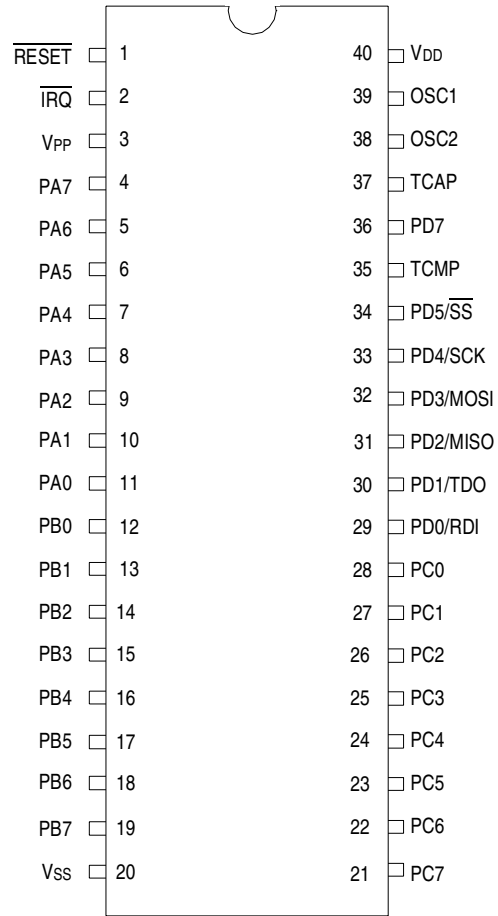 R̅E̅S̅E̅T̅ 1 40 VDD
I̅R̅Q̅ 2 39 OSC1
VPP 3 38 OSC2
PA7 4 37 TCAP
PA6 5 36 PD7
PA5 6 35 TCMP
PA4 7 34 PD5/S̅S̅
PA3 8 33 PD4/SCK
PA2 9 32 PD3/MOSI
PA1 10 31 PD2/MISO
PA0 11 30 PD1/TDO
PB0 12 29 PD0/RDI
PB1 13 28 PC0
PB2 14 27 PC1
PB3 15 26 PC2
PB4 16 25 PC3
PB5 17 24 PC4
PB6 18 23 PC5
PB7 19 22 PC6
VSS 20 21 PC7